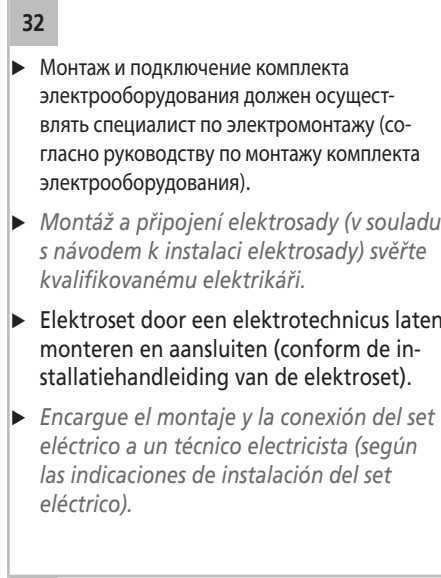 32
▶ Монтаж и подключение комплекта
электрооборудования должен осущест-
влять специалист по электромонтажу (со-
гласно руководству по монтажу комплекта
электрооборудования).
▶ Montáž a připojení elektrosady (v souladu
s návodem k instalaci elektrosady) svěřte
kvalifikovanému elektrikáři.
▶ Elektroset door een elektrotechnicus laten
monteren en aansluiten (conform de in-
stallatiehandleiding van de elektroset).
▶ Encargue el montaje y la conexión del set
eléctrico a un técnico electricista (según
las indicaciones de instalación del set
eléctrico).